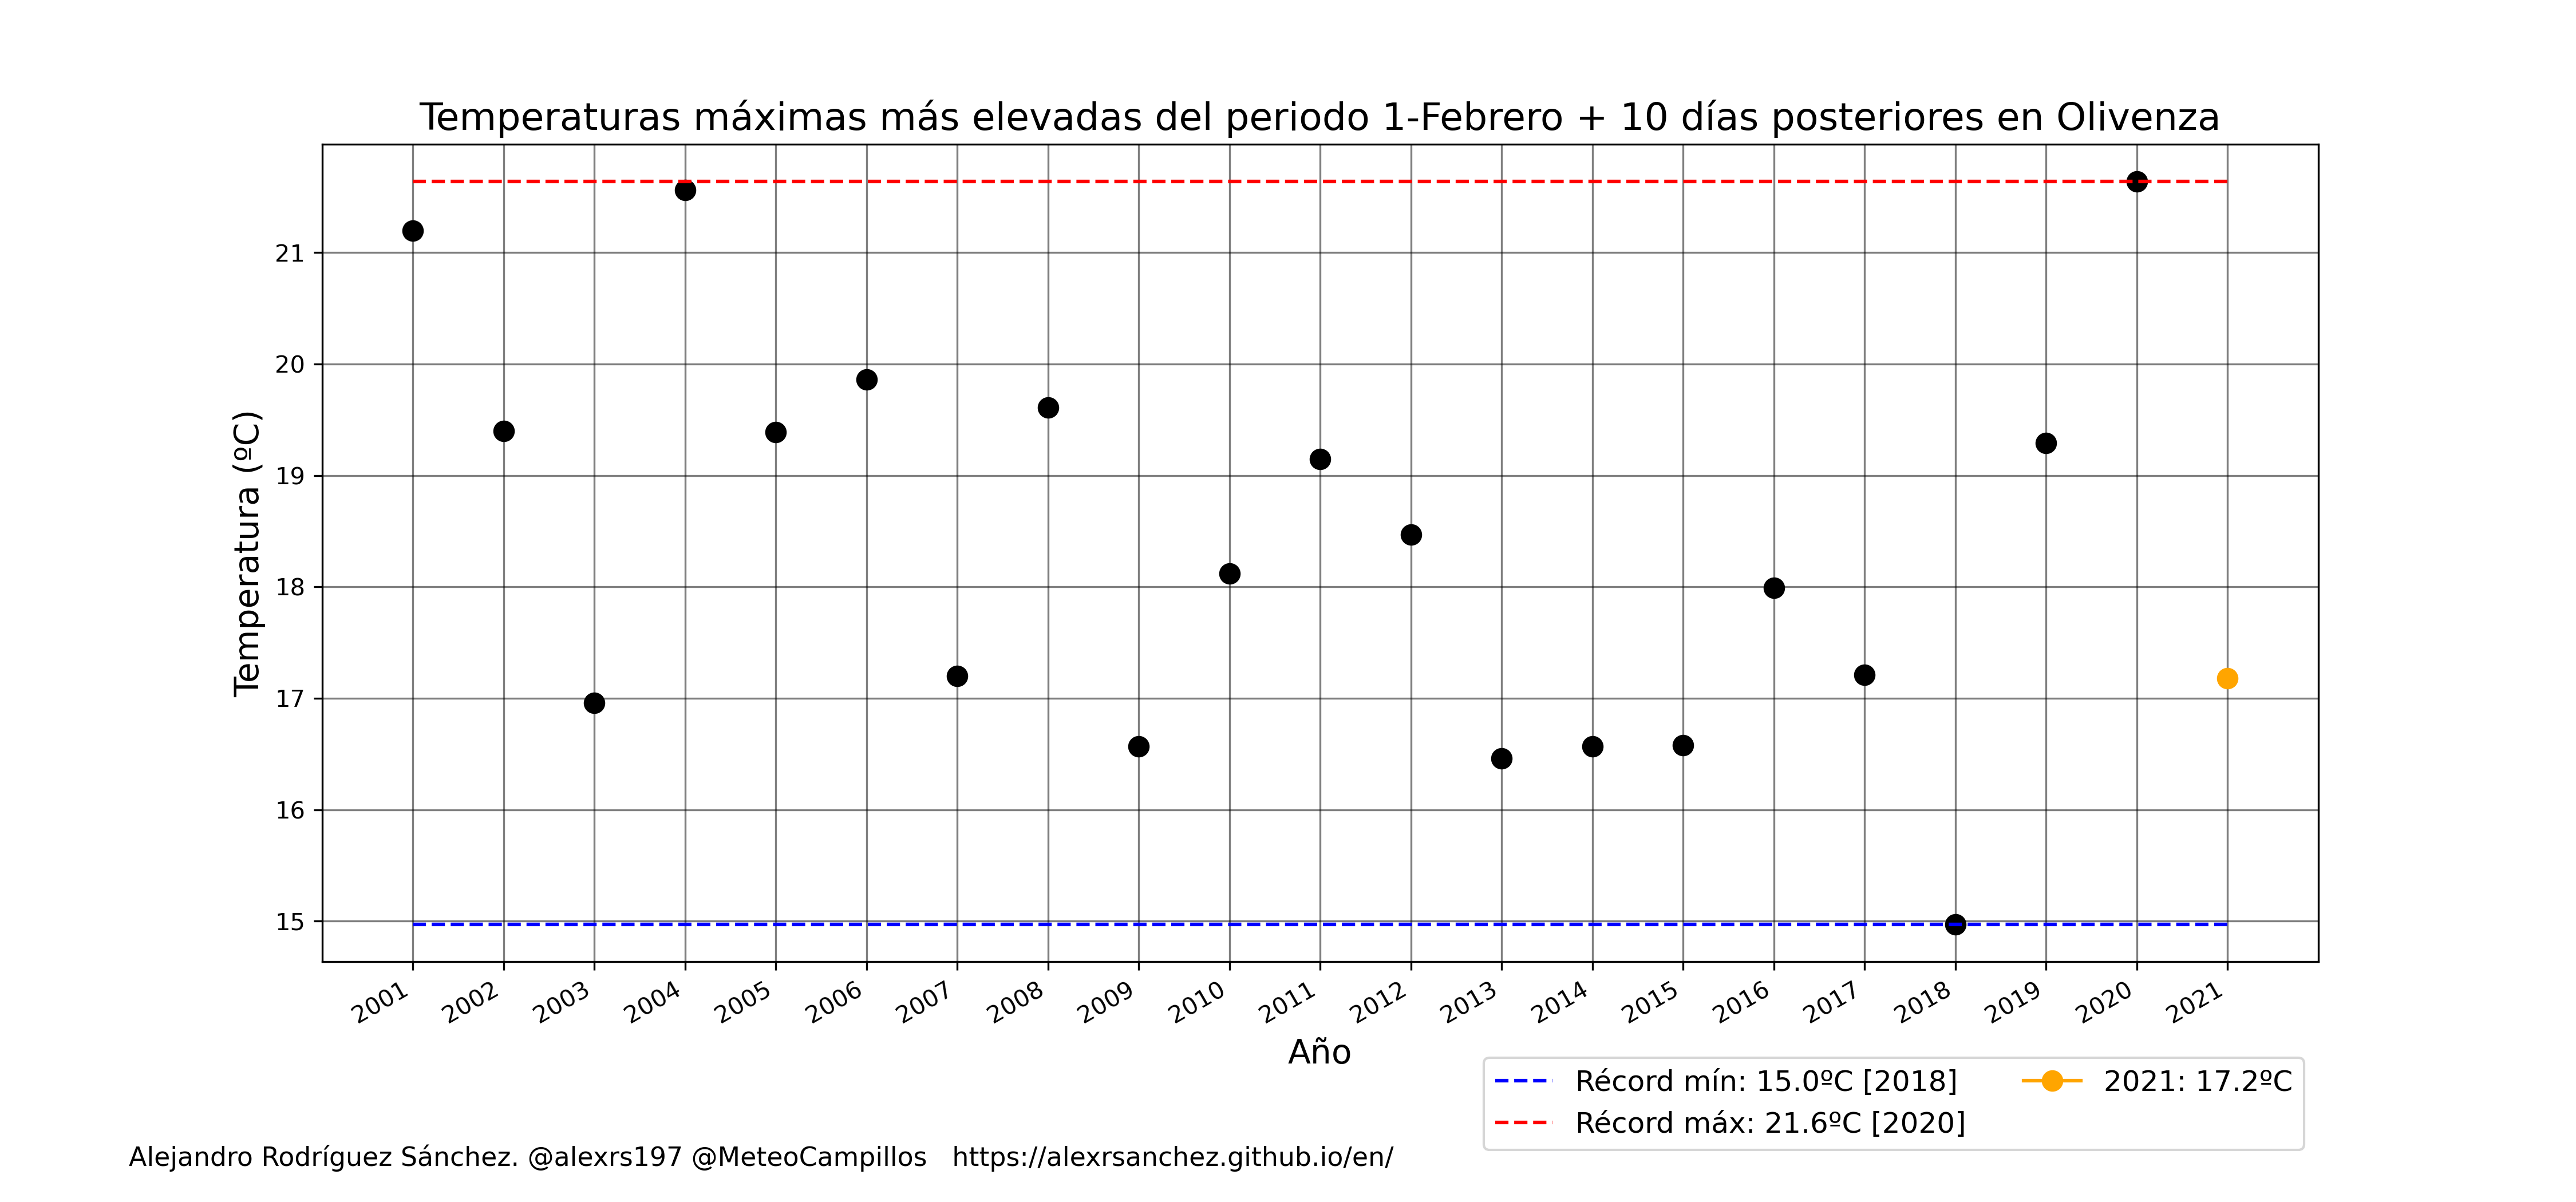 Temperaturas máximas más elevadas del periodo 1-Febrero + 10 días posteriores en Olivenza
Temperatura (ºC)
21
20
19
18
17
16
15
2001 2002 2003 2004 2005 2006 2007 2008 2009 2010 2011 2012 2013 2014 2015 2016 2017 2018 2019 2020 2021
Año
Récord mín: 15.0ºC [2018]
Récord máx: 21.6ºC [2020]
2021: 17.2ºC
Alejandro Rodríguez Sánchez. @alexrs197 @MeteoCampillos https://alexrsanchez.github.io/en/